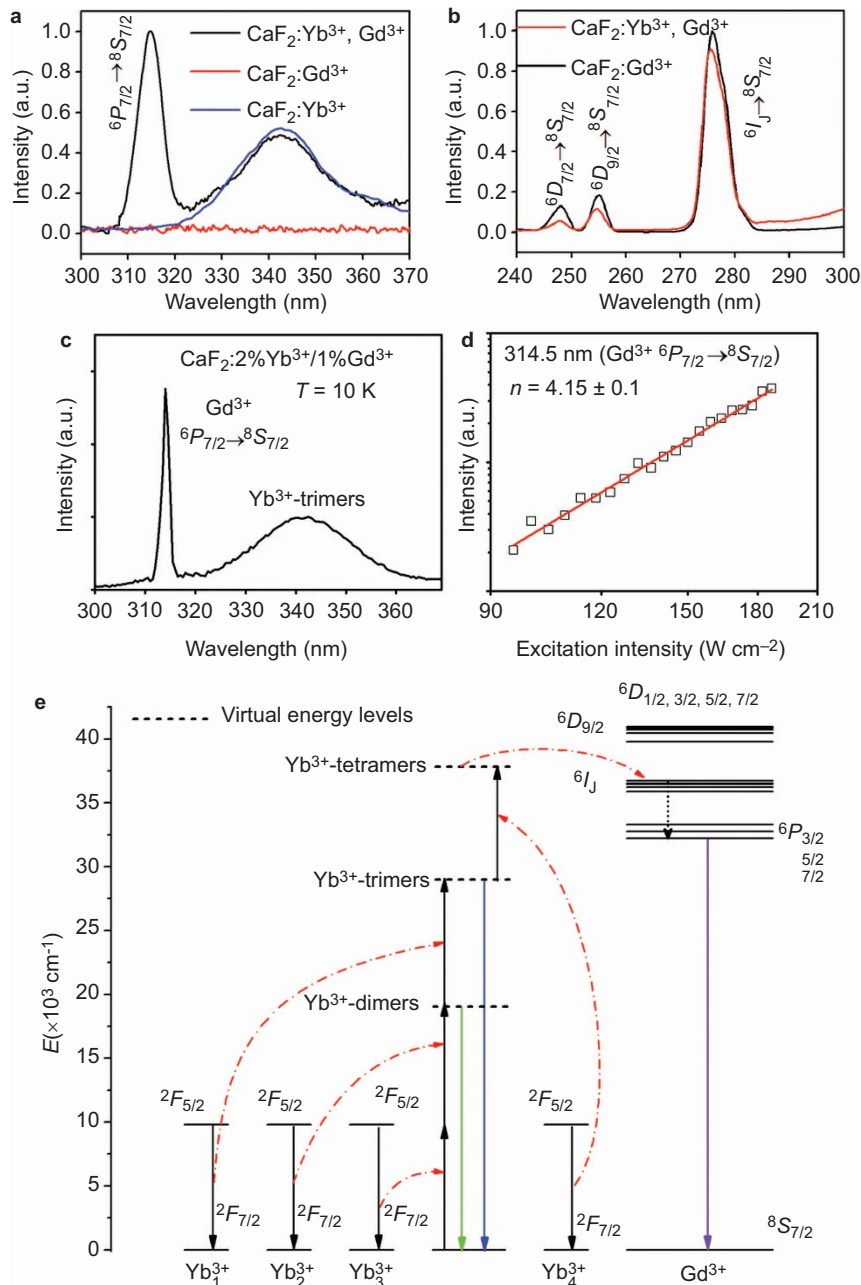 a
CaF₂:Yb³⁺, Gd³⁺
CaF₂:Gd³⁺
CaF₂:Yb³⁺
⁶P₇/₂→⁸S₇/₂
Intensity (a.u.)
1.0
0.8
0.6
0.4
0.2
0.0
300 310 320 330 340 350 360 370
Wavelength (nm)
b
CaF₂:Yb³⁺, Gd³⁺
CaF₂:Gd³⁺
⁶D₇/₂→⁸S₇/₂
⁶D₉/₂→⁸S₇/₂
⁶I_J→⁸S₇/₂
Intensity (a.u.)
1.0
0.8
0.6
0.4
0.2
0.0
240 250 260 270 280 290 300
Wavelength (nm)
c
CaF₂:2%Yb³⁺/1%Gd³⁺
T = 10 K
Gd³⁺
⁶P₇/₂→⁸S₇/₂
Yb³⁺-trimers
Intensity (a.u.)
300 310 320 330 340 350 360
Wavelength (nm)
d
314.5 nm (Gd³⁺ ⁶P₇/₂→⁸S₇/₂)
n = 4.15 ± 0.1
Intensity (a.u.)
90 120 150 180 210
Excitation intensity (W cm⁻²)
e
Virtual energy levels
⁶D₁/₂, ₃/₂, ₅/₂, ₇/₂
⁶D₉/₂
Yb³⁺-tetramers
⁶I_J
⁶P₃/₂
5/2
7/2
Yb³⁺-trimers
Yb³⁺-dimers
E(×10³ cm⁻¹)
40
35
30
25
20
15
10
5
0
²F₅/₂ ²F₅/₂ ²F₅/₂ ²F₅/₂
²F₇/₂ ²F₇/₂ ²F₇/₂ ²F₇/₂ ⁸S₇/₂
Yb₁³⁺ Yb₂³⁺ Yb₃³⁺ Yb₄³⁺ Gd³⁺